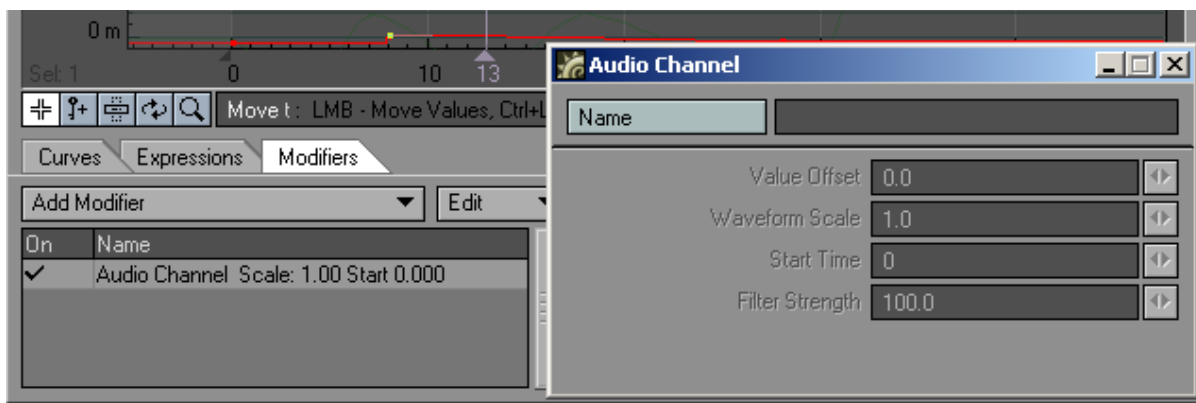 0 m
Sel: 1 0 10 13
Move t : LMB - Move Values, Ctrl+L
Curves Expressions Modifiers
Add Modifier Edit
On Name
Audio Channel Scale: 1.00 Start 0.000
Audio Channel
Name
Value Offset 0.0
Waveform Scale 1.0
Start Time 0
Filter Strength 100.0